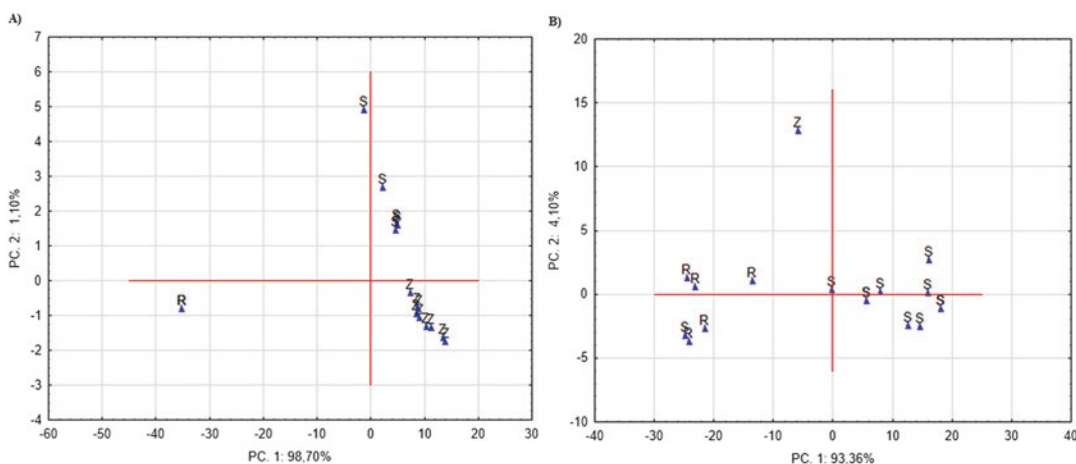 A)
7
6
5
4
3
2
1
0
-1
-2
-3
-4
PC. 2: 1,10%
S
S
S
S
R
Z
Z
Z
Z
Z
Z
Z
Z
-60 -50 -40 -30 -20 -10 0 10 20 30
PC. 1: 98,70%
B)
20
15
10
5
0
-5
-10
PC. 2: 4,10%
Z
S
R R R S S S S
S S S S
S R R
-40 -30 -20 -10 0 10 20 30
PC. 1: 93,36%